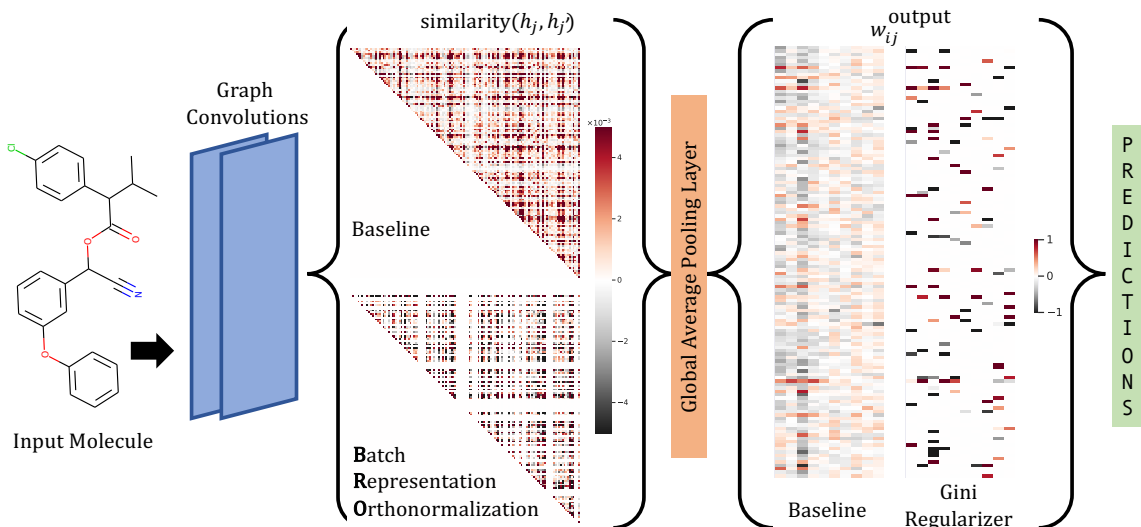 similarity(h_j, h_j′)
w_ij^output
Graph
Convolutions
Cl
O
O
N
O
Input Molecule
Baseline
×10⁻³
4
2
0
−2
−4
Batch
Representation
Orthonormalization
Global Average Pooling Layer
1
0
−1
Baseline
Gini
Regularizer
PREDICTIONS